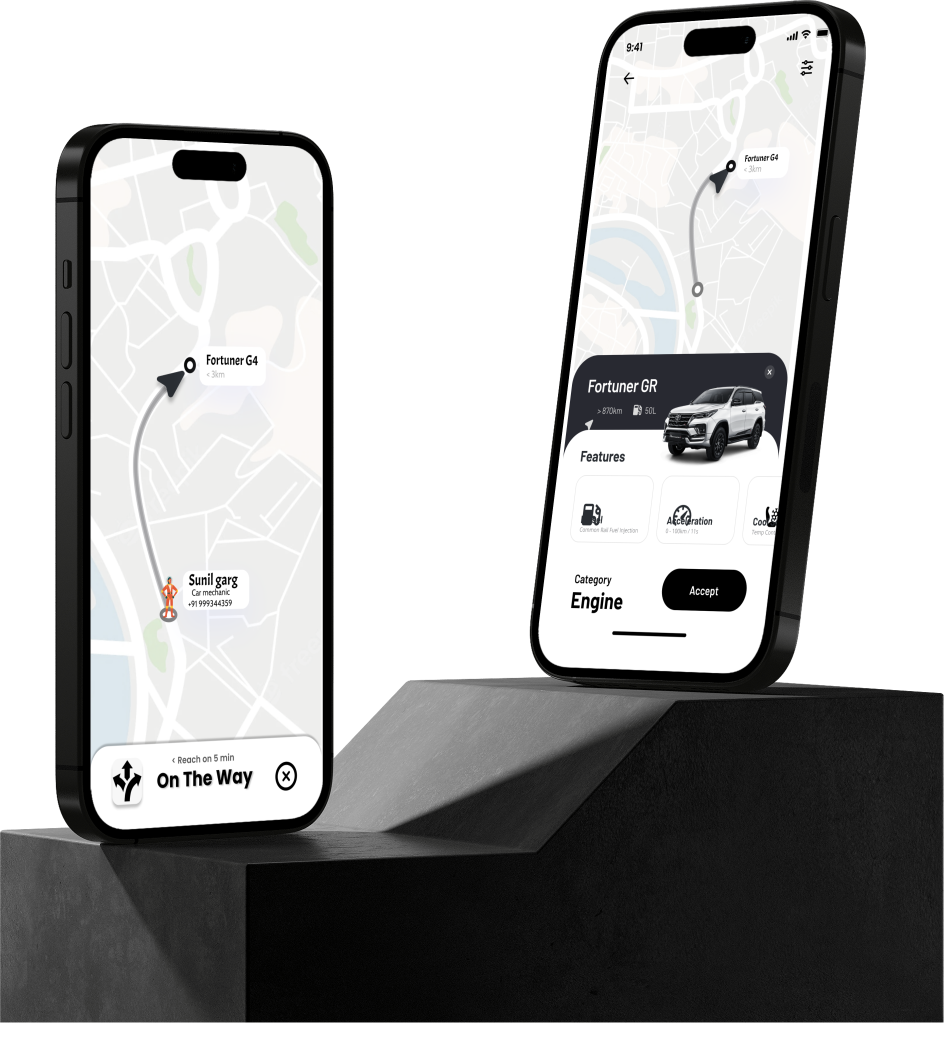 Fortuner G4
< 3km
Sunil garg
Car mechanic
+91 999344359
‹ Reach on 5 min
On The Way
9:41
Fortuner G4
< 3km
Fortuner GR
> 870km
50L
Features
Common Rail Fuel Injection
Acceleration
0 - 100km / 11s
Temp
Category
Engine
Accept